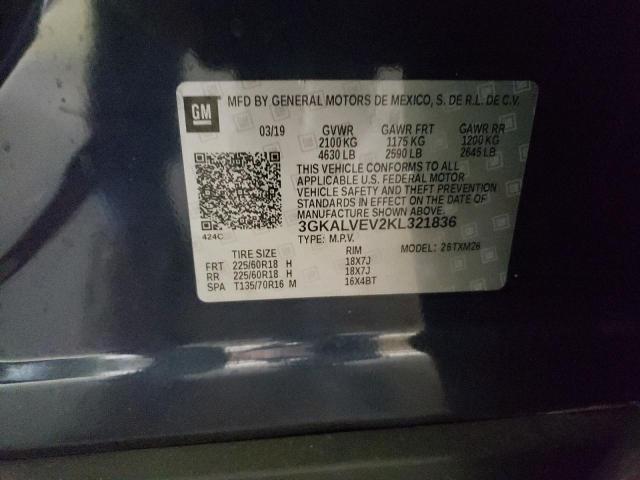 GM
MFD BY GENERAL MOTORS DE MEXICO, S. DE R.L. DE C.V.
03/19 GVWR GAWR FRT GAWR RR
2100 KG 1175 KG 1200 KG
4630 LB 2590 LB 2645 LB
THIS VEHICLE CONFORMS TO ALL
APPLICABLE U.S. FEDERAL MOTOR
VEHICLE SAFETY AND THEFT PREVENTION
STANDARDS IN EFFECT ON THE DATE OF
MANUFACTURE SHOWN ABOVE.
424C 3GKALVEV2KL321836
TYPE: M.P.V. MODEL: 26TXM26
TIRE SIZE RIM
FRT 225/60R18 H 18X7J
RR 225/60R18 H 18X7J
SPA T135/70R16 M 16X4BT